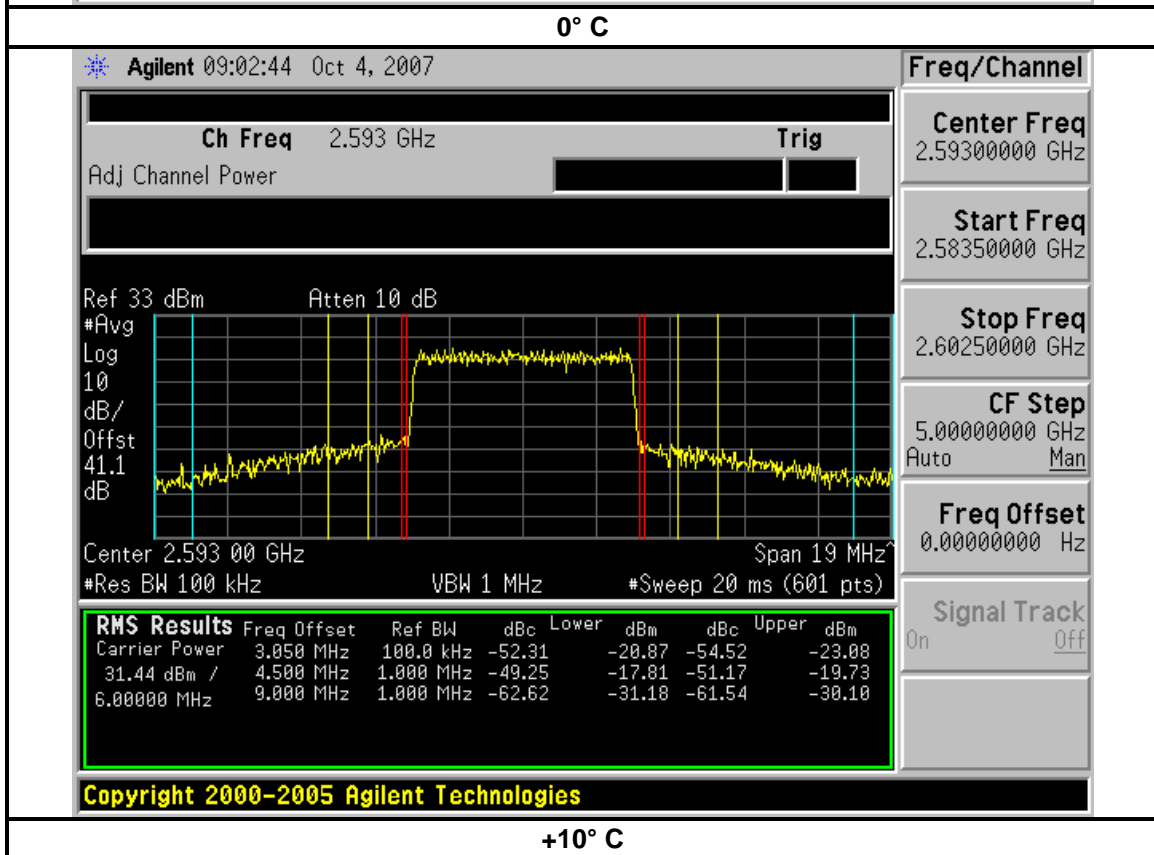 0° C
Agilent 09:02:44 Oct 4, 2007
Freq/Channel
Ch Freq 2.593 GHz Trig
Adj Channel Power
Center Freq
2.59300000 GHz
Start Freq
2.58350000 GHz
Stop Freq
2.60250000 GHz
CF Step
5.00000000 GHz
Auto Man
Freq Offset
0.00000000 Hz
Signal Track
On Off
Ref 33 dBm Atten 10 dB
#Avg
Log
10
dB/
Offst
41.1
dB
Center 2.593 00 GHz Span 19 MHz^
#Res BW 100 kHz VBW 1 MHz #Sweep 20 ms (601 pts)
RMS Results Freq Offset Ref BW dBc Lower dBm dBc Upper dBm
Carrier Power 3.050 MHz 100.0 kHz -52.31 -20.87 -54.52 -23.08
31.44 dBm / 4.500 MHz 1.000 MHz -49.25 -17.81 -51.17 -19.73
6.00000 MHz 9.000 MHz 1.000 MHz -62.62 -31.18 -61.54 -30.10
Copyright 2000-2005 Agilent Technologies
+10° C